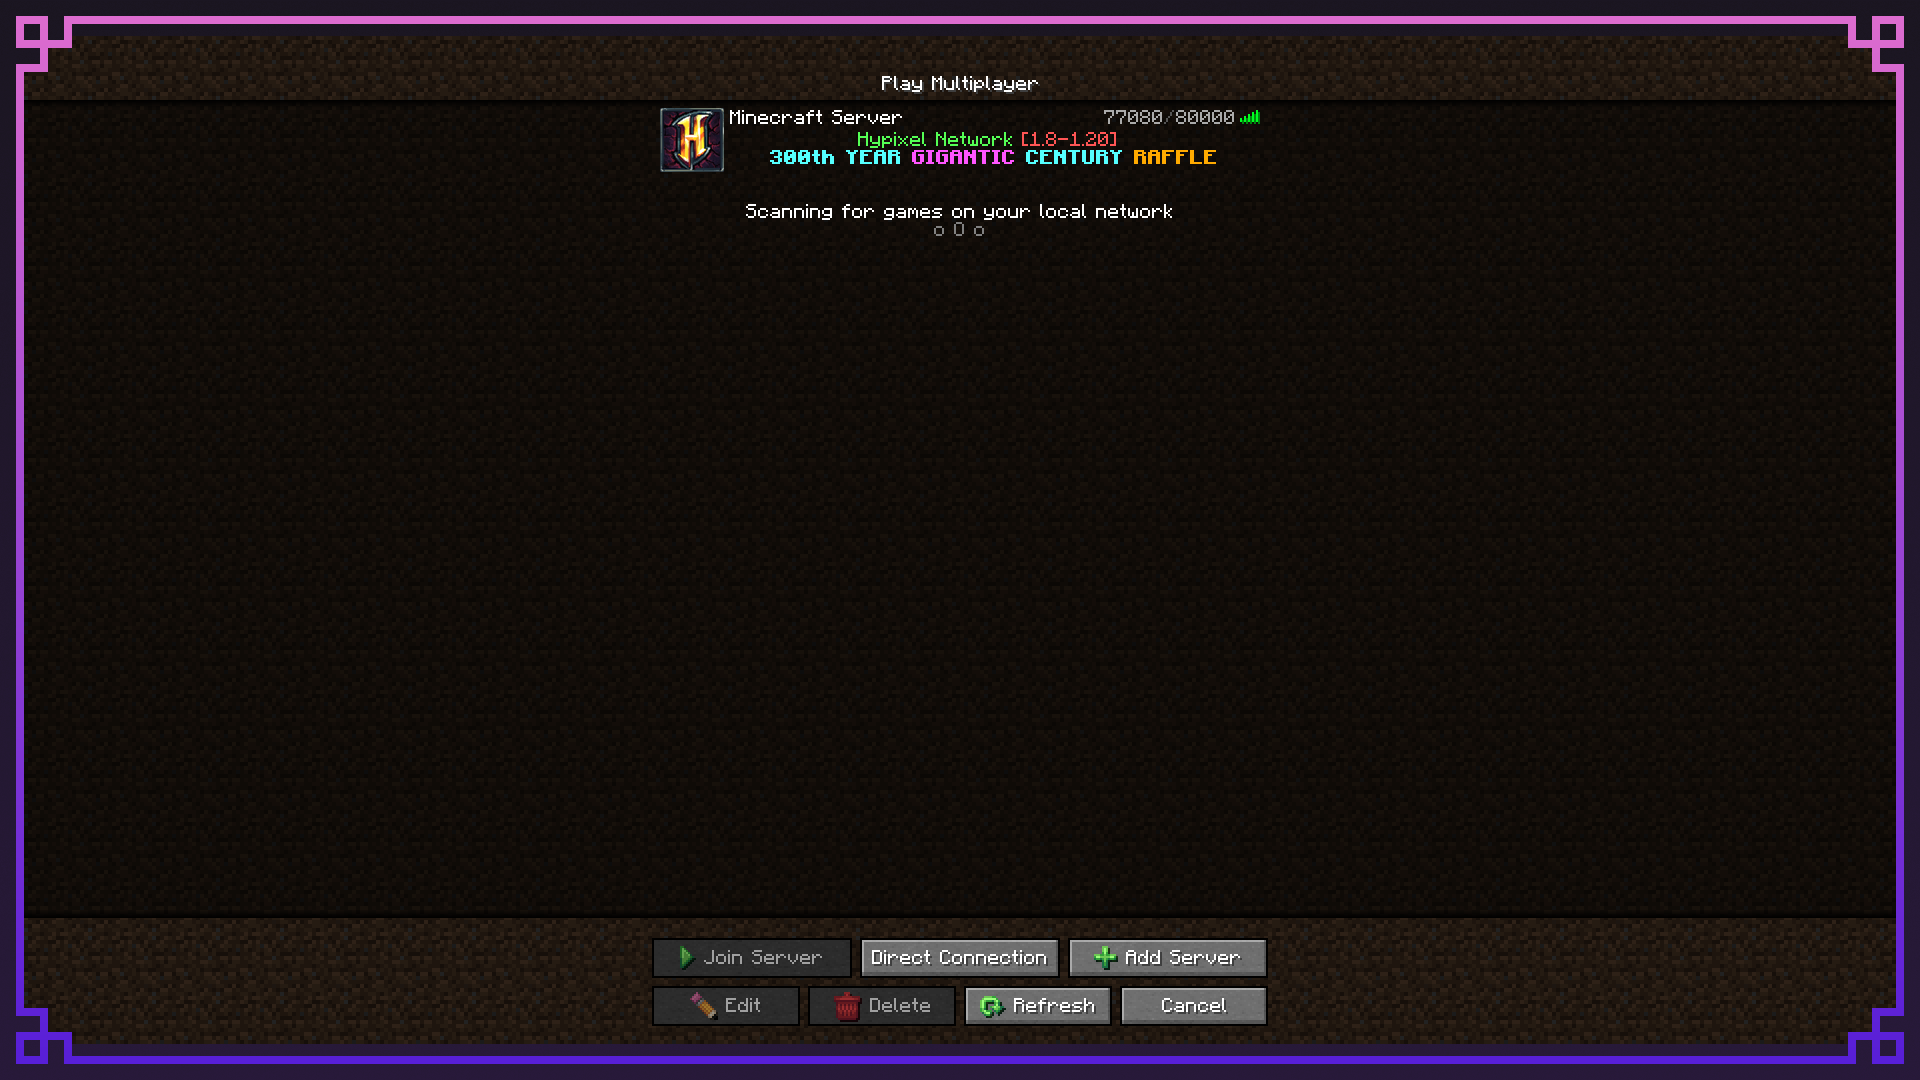 Play Multiplayer
Minecraft Server 77080/80000
Hypixel Network [1.8-1.20]
300th YEAR GIGANTIC CENTURY RAFFLE
Scanning for games on your local network
o O o
Join Server Direct Connection Add Server
Edit Delete Refresh Cancel